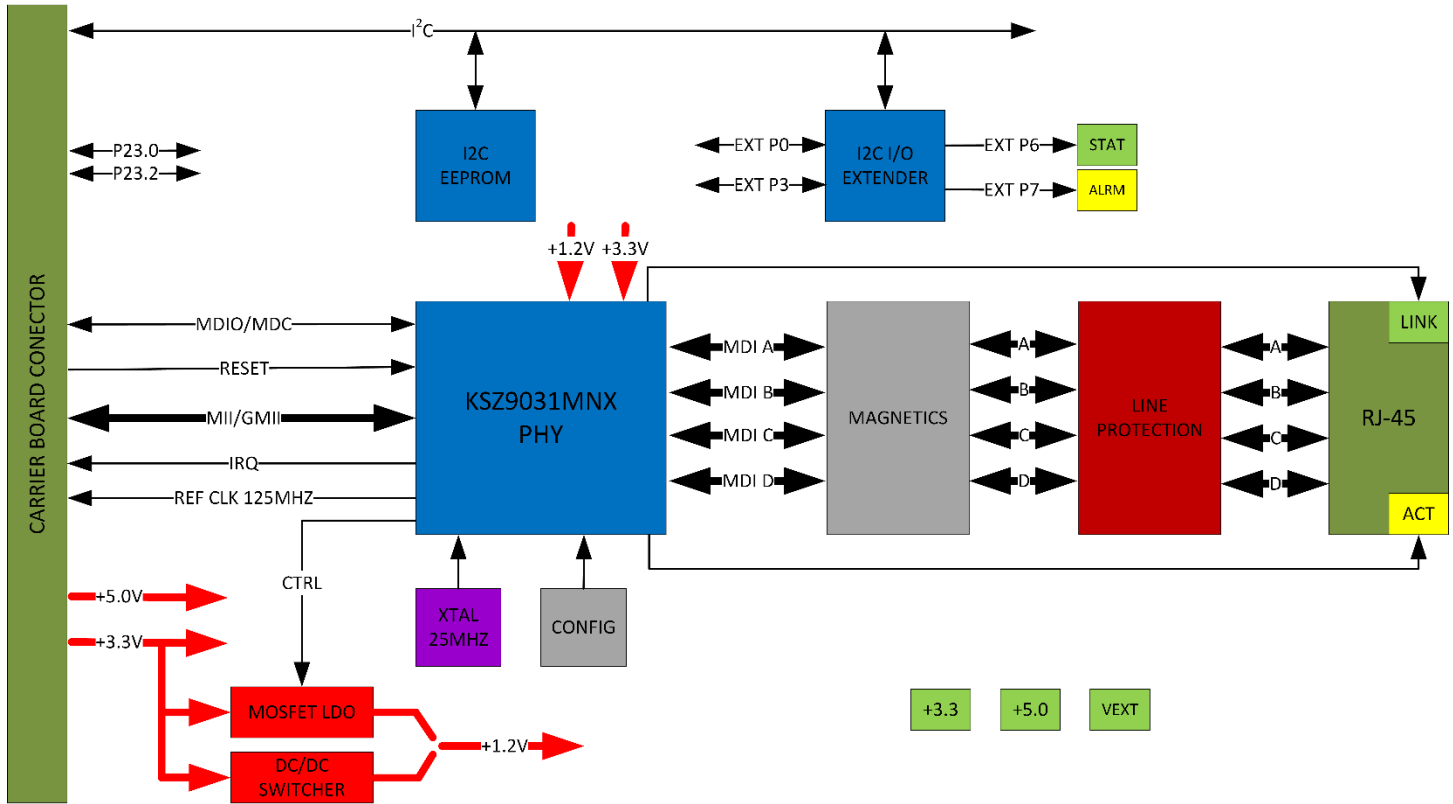 I²C
P23.0
P23.2
I2C
EEPROM
EXT P0
EXT P3
I2C I/O
EXTENDER
EXT P6
EXT P7
STAT
ALRM
+1.2V
+3.3V
CARRIER BOARD CONECTOR
MDIO/MDC
RESET
MII/GMII
IRQ
REF CLK 125MHZ
KSZ9031MNX
PHY
MDI A
MDI B
MDI C
MDI D
MAGNETICS
A
B
C
D
LINE
PROTECTION
A
B
C
D
LINK
RJ-45
ACT
CTRL
XTAL
25MHZ
CONFIG
+5.0V
+3.3V
MOSFET LDO
DC/DC
SWITCHER
+1.2V
+3.3
+5.0
VEXT